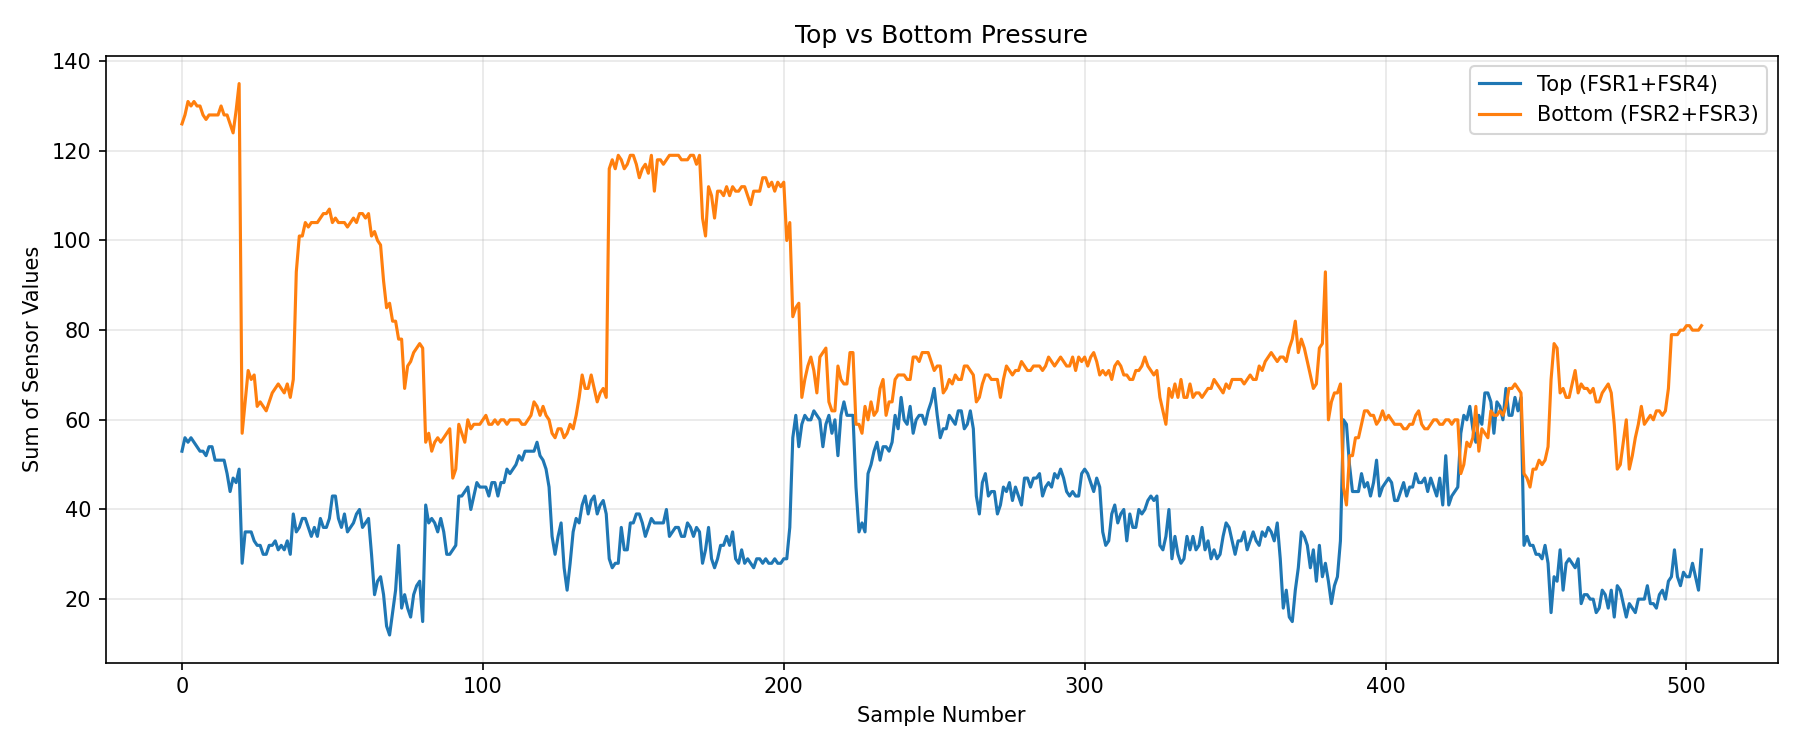 Top vs Bottom Pressure
Top (FSR1+FSR4)
Bottom (FSR2+FSR3)
Sum of Sensor Values
140
120
100
80
60
40
20
0 100 200 300 400 500
Sample Number